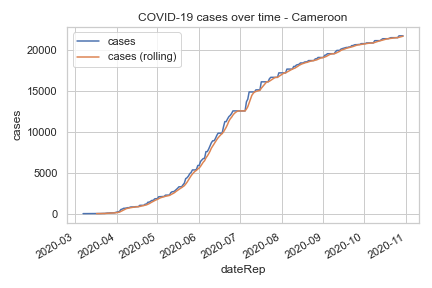 COVID-19 cases over time - Cameroon
cases
cases (rolling)
20000
15000
10000
5000
0
cases
2020-03
2020-04
2020-05
2020-06
2020-07
2020-08
2020-09
2020-10
2020-11
dateRep